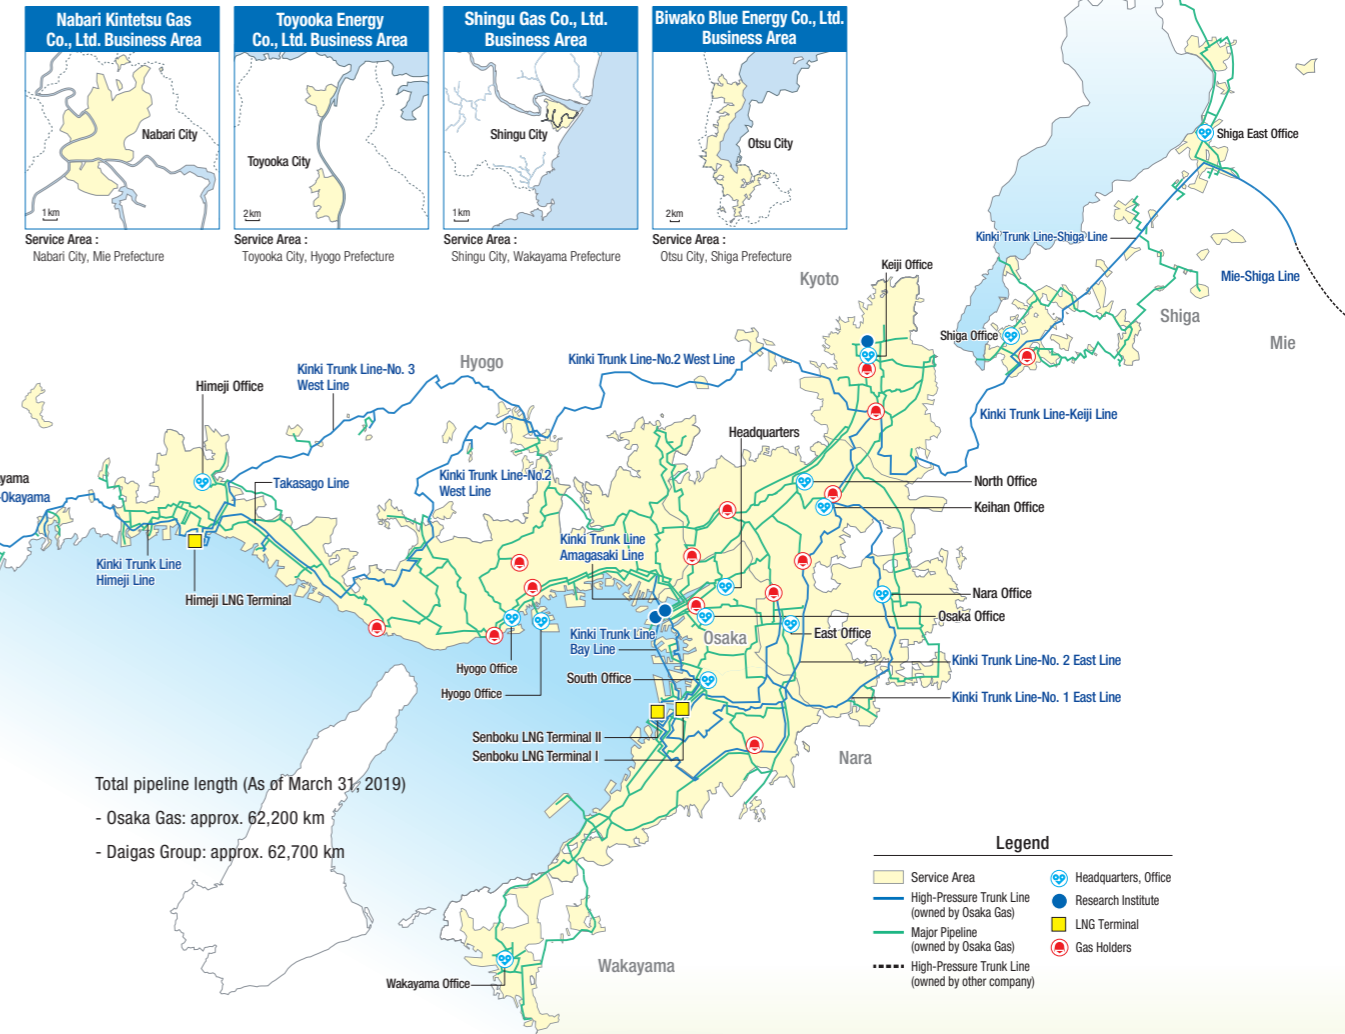 Nabari Kintetsu Gas
Co., Ltd. Business Area
Nabari City
1km
Service Area :
Nabari City, Mie Prefecture
Toyooka Energy
Co., Ltd. Business Area
Toyooka City
2km
Service Area :
Toyooka City, Hyogo Prefecture
Shingu Gas Co., Ltd.
Business Area
Shingu City
1km
Service Area :
Shingu City, Wakayama Prefecture
Biwako Blue Energy Co., Ltd.
Business Area
Otsu City
2km
Service Area :
Otsu City, Shiga Prefecture
Shiga East Office
Kinki Trunk Line-Shiga Line
Mie-Shiga Line
Keiji Office
Kyoto
Shiga
Shiga Office
Mie
Hyogo
Kinki Trunk Line-No.2 West Line
Kinki Trunk Line-No. 3
West Line
Himeji Office
Kinki Trunk Line-Keiji Line
Headquarters
yama
-Okayama
Takasago Line
Kinki Trunk Line-No.2
West Line
North Office
Keihan Office
Kinki Trunk Line
Amagasaki Line
Kinki Trunk Line
Himeji Line
Himeji LNG Terminal
Nara Office
Osaka Office
East Office
Osaka
Kinki Trunk Line
Bay Line
Kinki Trunk Line-No. 2 East Line
Hyogo Office
South Office
Hyogo Office
Kinki Trunk Line-No. 1 East Line
Senboku LNG Terminal II
Senboku LNG Terminal I
Nara
Total pipeline length (As of March 31, 2019)
- Osaka Gas: approx. 62,200 km
- Daigas Group: approx. 62,700 km
Wakayama
Wakayama Office
Legend
Service Area
High-Pressure Trunk Line
(owned by Osaka Gas)
Major Pipeline
(owned by Osaka Gas)
High-Pressure Trunk Line
(owned by other company)
Headquarters, Office
Research Institute
LNG Terminal
Gas Holders